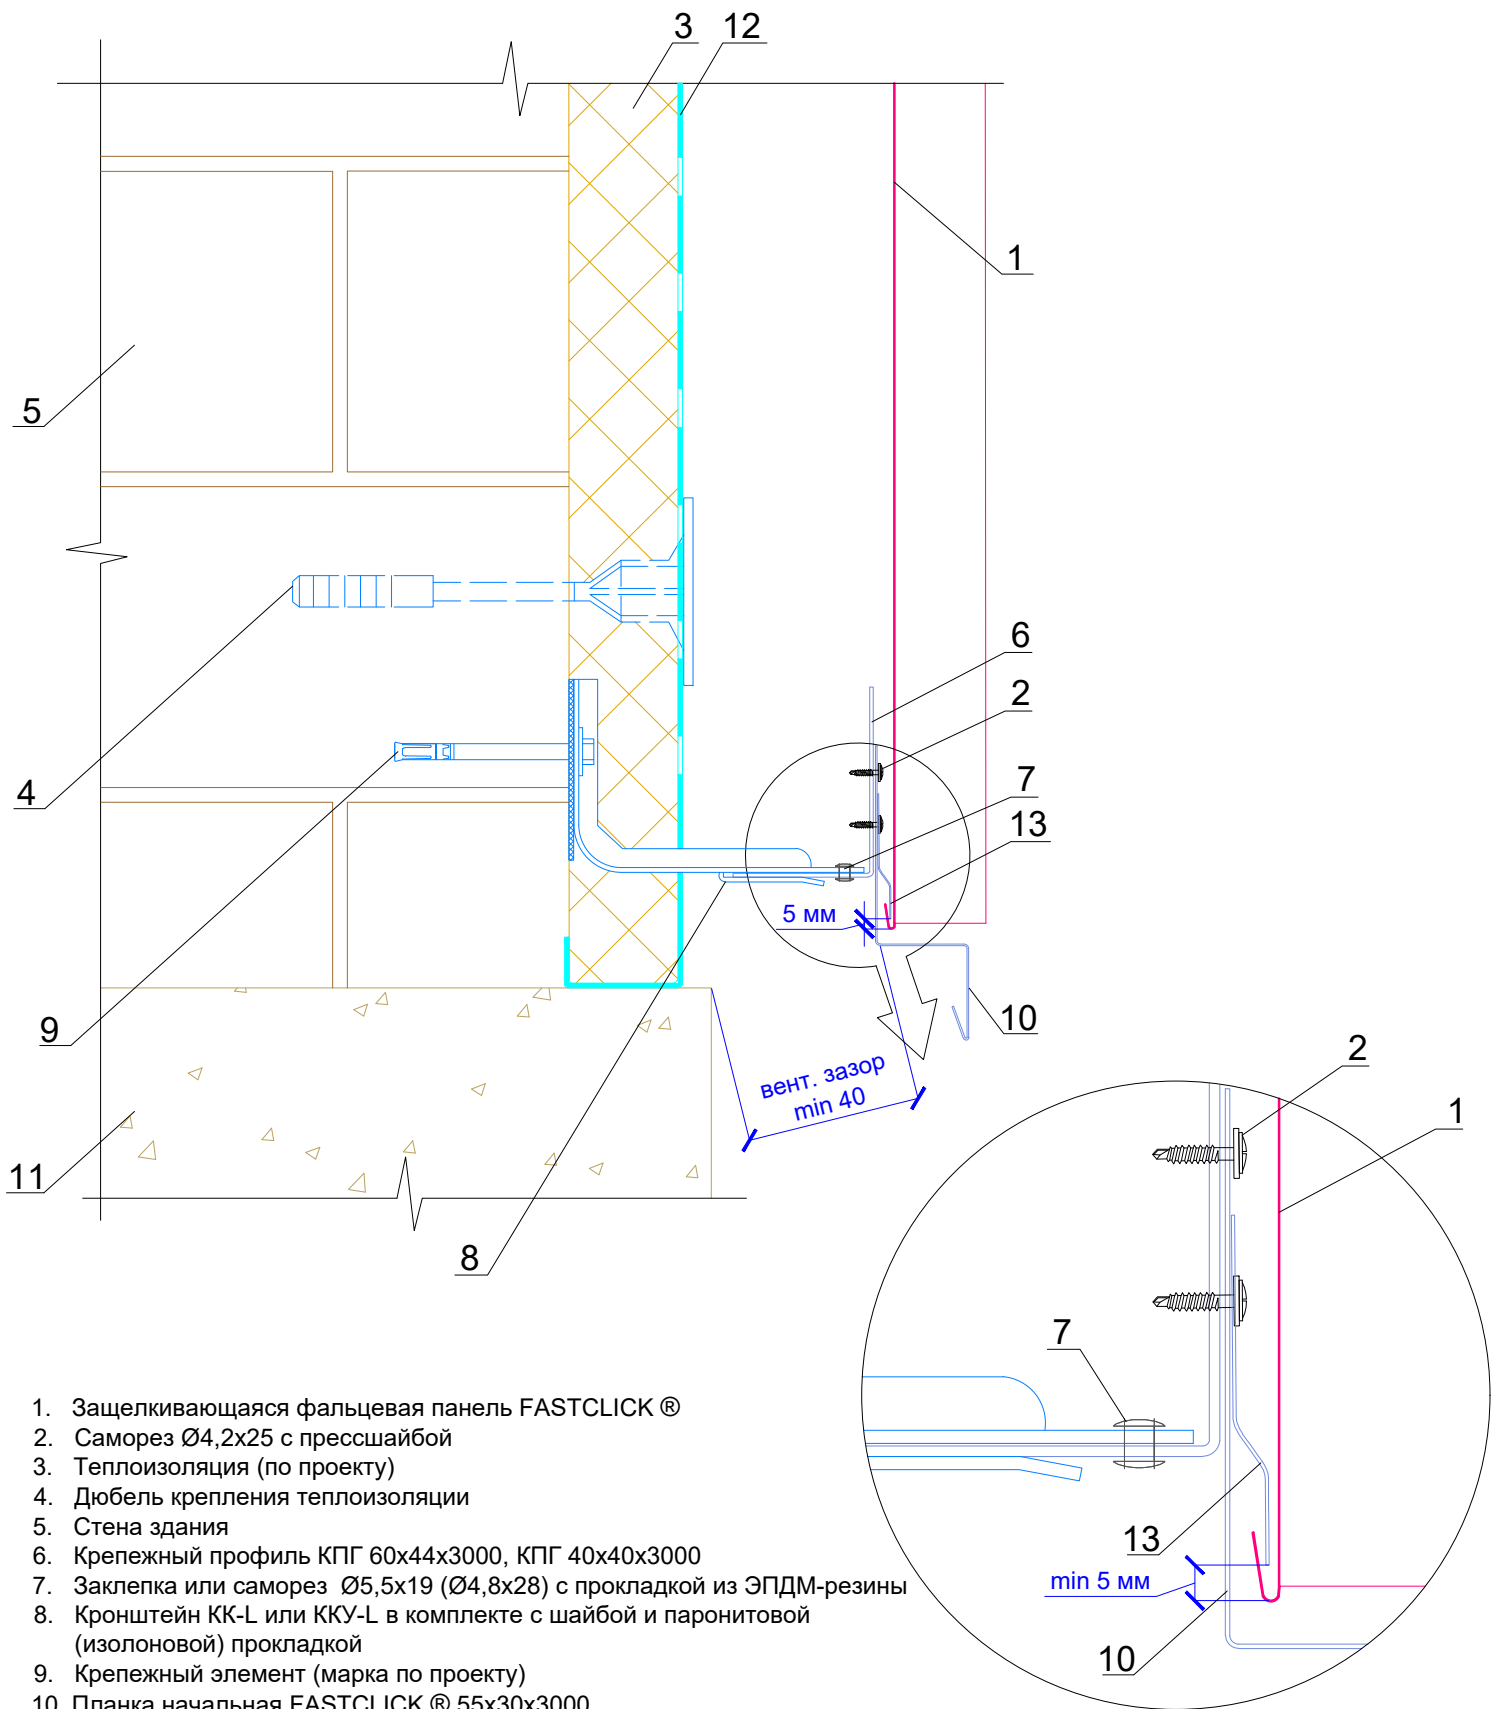 3 12
1
5
6
2
7
13
4
5 мм
9
10
вент. зазор
min 40
2
1
11
8
7
13
min 5 мм
10
1. Защелкивающаяся фальцевая панель FASTCLICK ®
2. Саморез Ø4,2х25 с прессшайбой
3. Теплоизоляция (по проекту)
4. Дюбель крепления теплоизоляции
5. Стена здания
6. Крепежный профиль КПГ 60х44х3000, КПГ 40х40х3000
7. Заклепка или саморез Ø5,5х19 (Ø4,8х28) с прокладкой из ЭПДМ-резины
8. Кронштейн КК-L или ККУ-L в комплекте с шайбой и паронитовой
(изолоновой) прокладкой
9. Крепежный элемент (марка по проекту)
10. Планка начальная FASTCLICK ® 55х30х3000